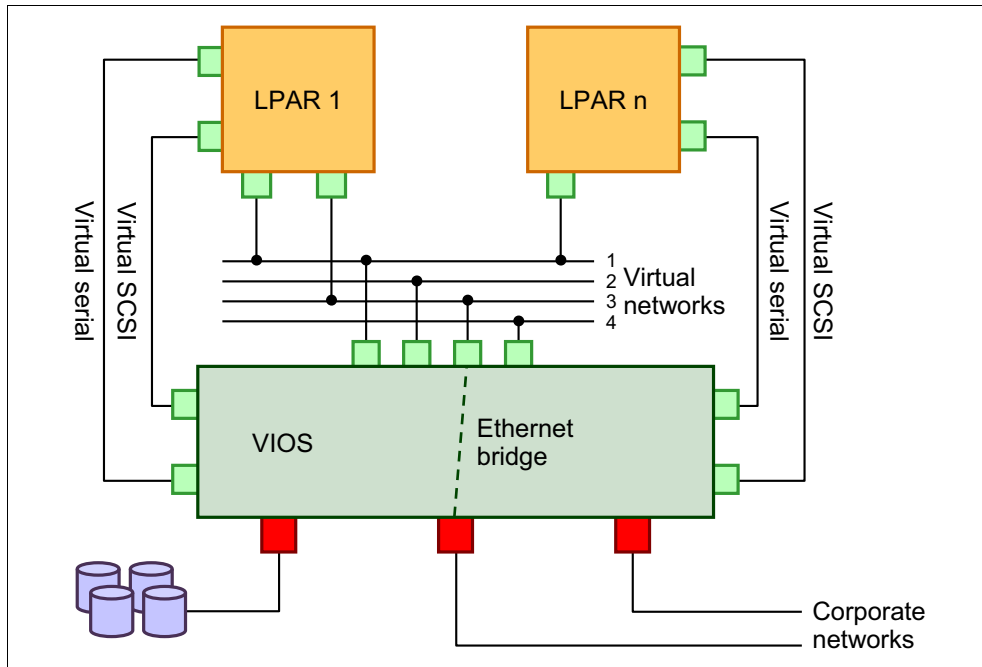 LPAR 1
LPAR n
Virtual serial
Virtual SCSI
1
2
3
4
Virtual
networks
Virtual serial
Virtual SCSI
VIOS
Ethernet
bridge
Corporate
networks